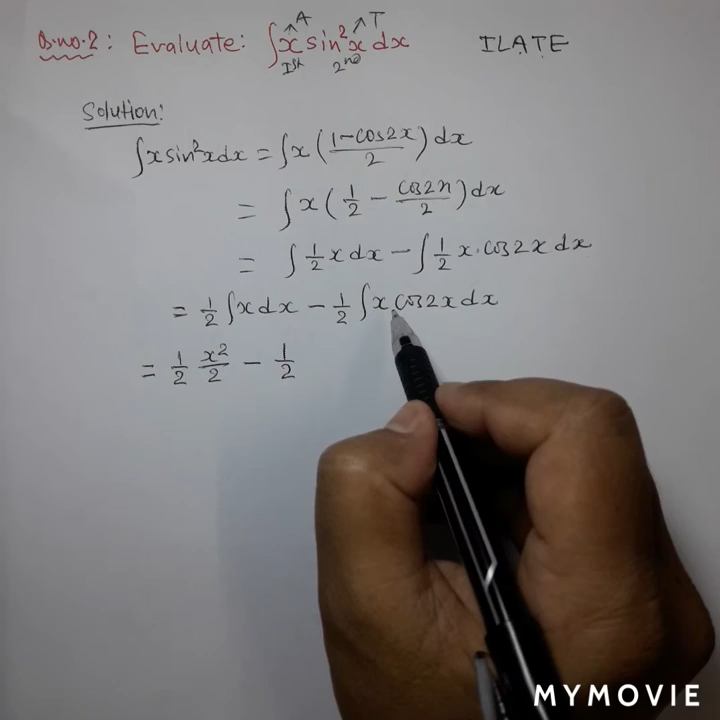 Q.no.2: Evaluate: ∫x sin²x dx ILATE
A T
Ist 2nd
Solution:
∫x sin²x dx = ∫x (1-cos2x / 2) dx
= ∫ x (1/2 - cos2x / 2) dx
= ∫ 1/2 x dx - ∫ 1/2 x. cos2x dx
= 1/2 ∫x dx - 1/2 ∫x cos2x dx
= 1/2 x²/2 - 1/2
MYMOVIE